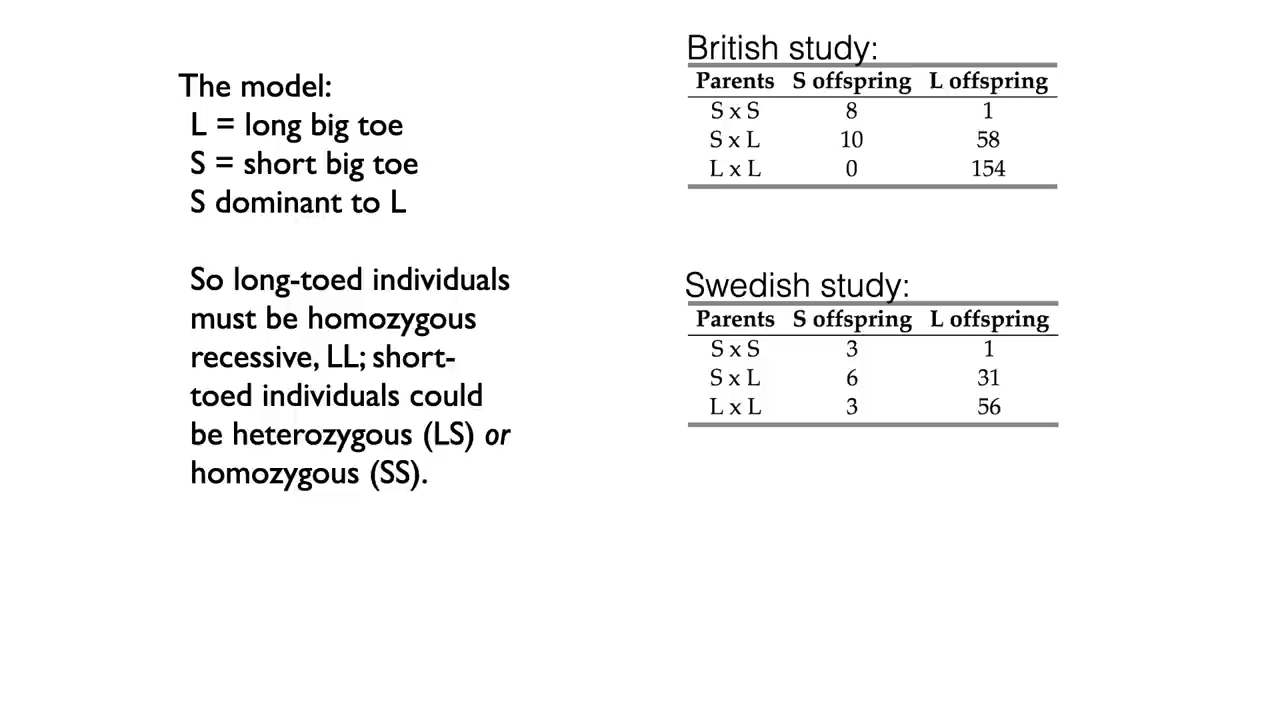 The model:
L = long big toe
S = short big toe
S dominant to L
So long-toed individuals
must be homozygous
recessive, LL; short-
toed individuals could
be heterozygous (LS) or
homozygous (SS).
British study:
Parents S offspring L offspring
S x S 8 1
S x L 10 58
L x L 0 154
Swedish study:
Parents S offspring L offspring
S x S 3 1
S x L 6 31
L x L 3 56